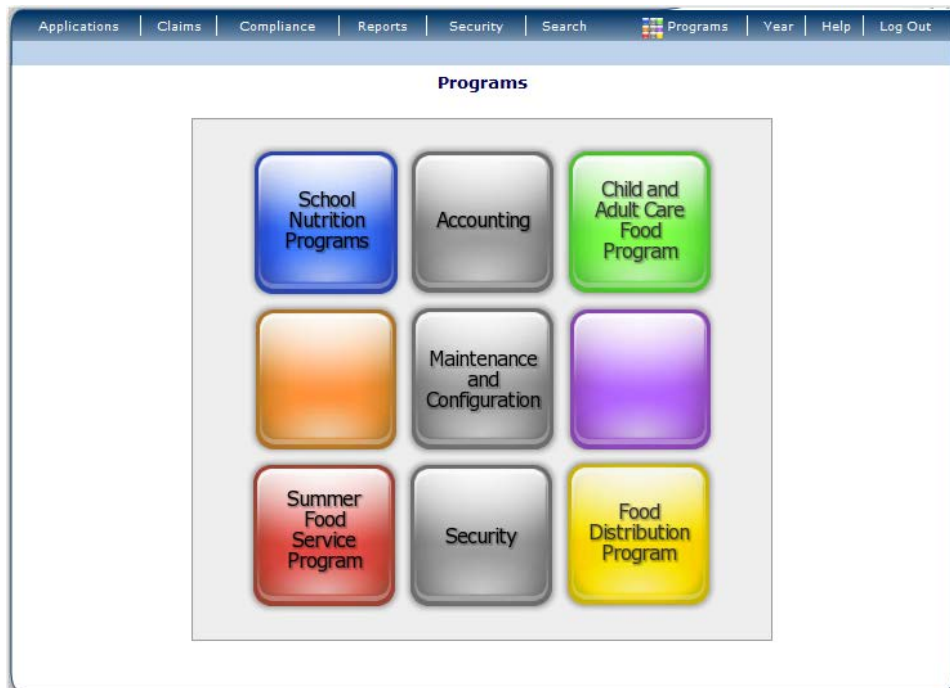 Applications Claims Compliance Reports Security Search Programs Year Help Log Out
Programs
School
Nutrition
Programs
Accounting
Child and
Adult Care
Food
Program
Maintenance
and
Configuration
Summer
Food
Service
Program
Security
Food
Distribution
Program